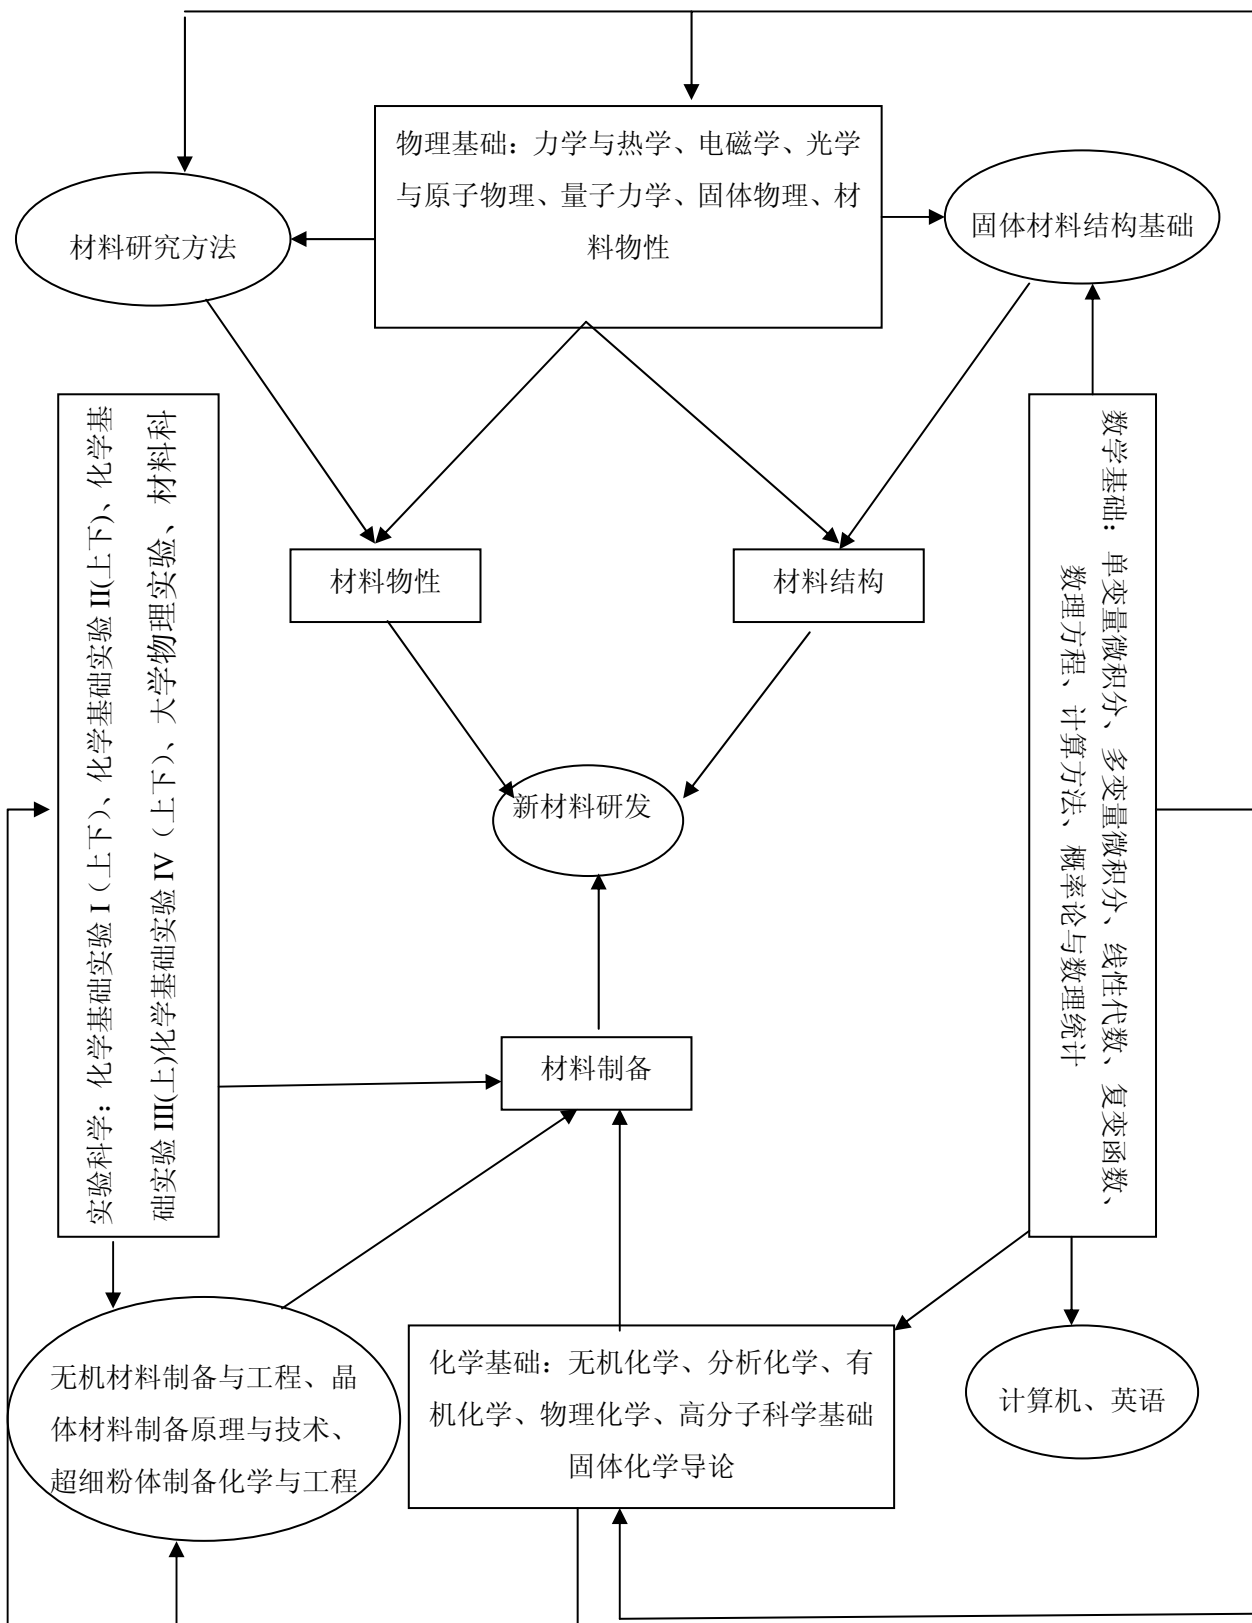 物理基础：力学与热学、电磁学、光学
与原子物理、量子力学、固体物理、材
料物性
材料研究方法
固体材料结构基础
实验科学：化学基础实验 I（上下）、化学基础实验 II(上下)、化学基
础实验 III(上)化学基础实验 IV（上下）、大学物理实验、材料科
数学基础：单变量微积分、多变量微积分、线性代数、复变函数、
数理方程、计算方法、概率论与数理统计
材料物性
材料结构
新材料研发
材料制备
无机材料制备与工程、晶
体材料制备原理与技术、
超细粉体制备化学与工程
化学基础：无机化学、分析化学、有
机化学、物理化学、高分子科学基础
固体化学导论
计算机、英语